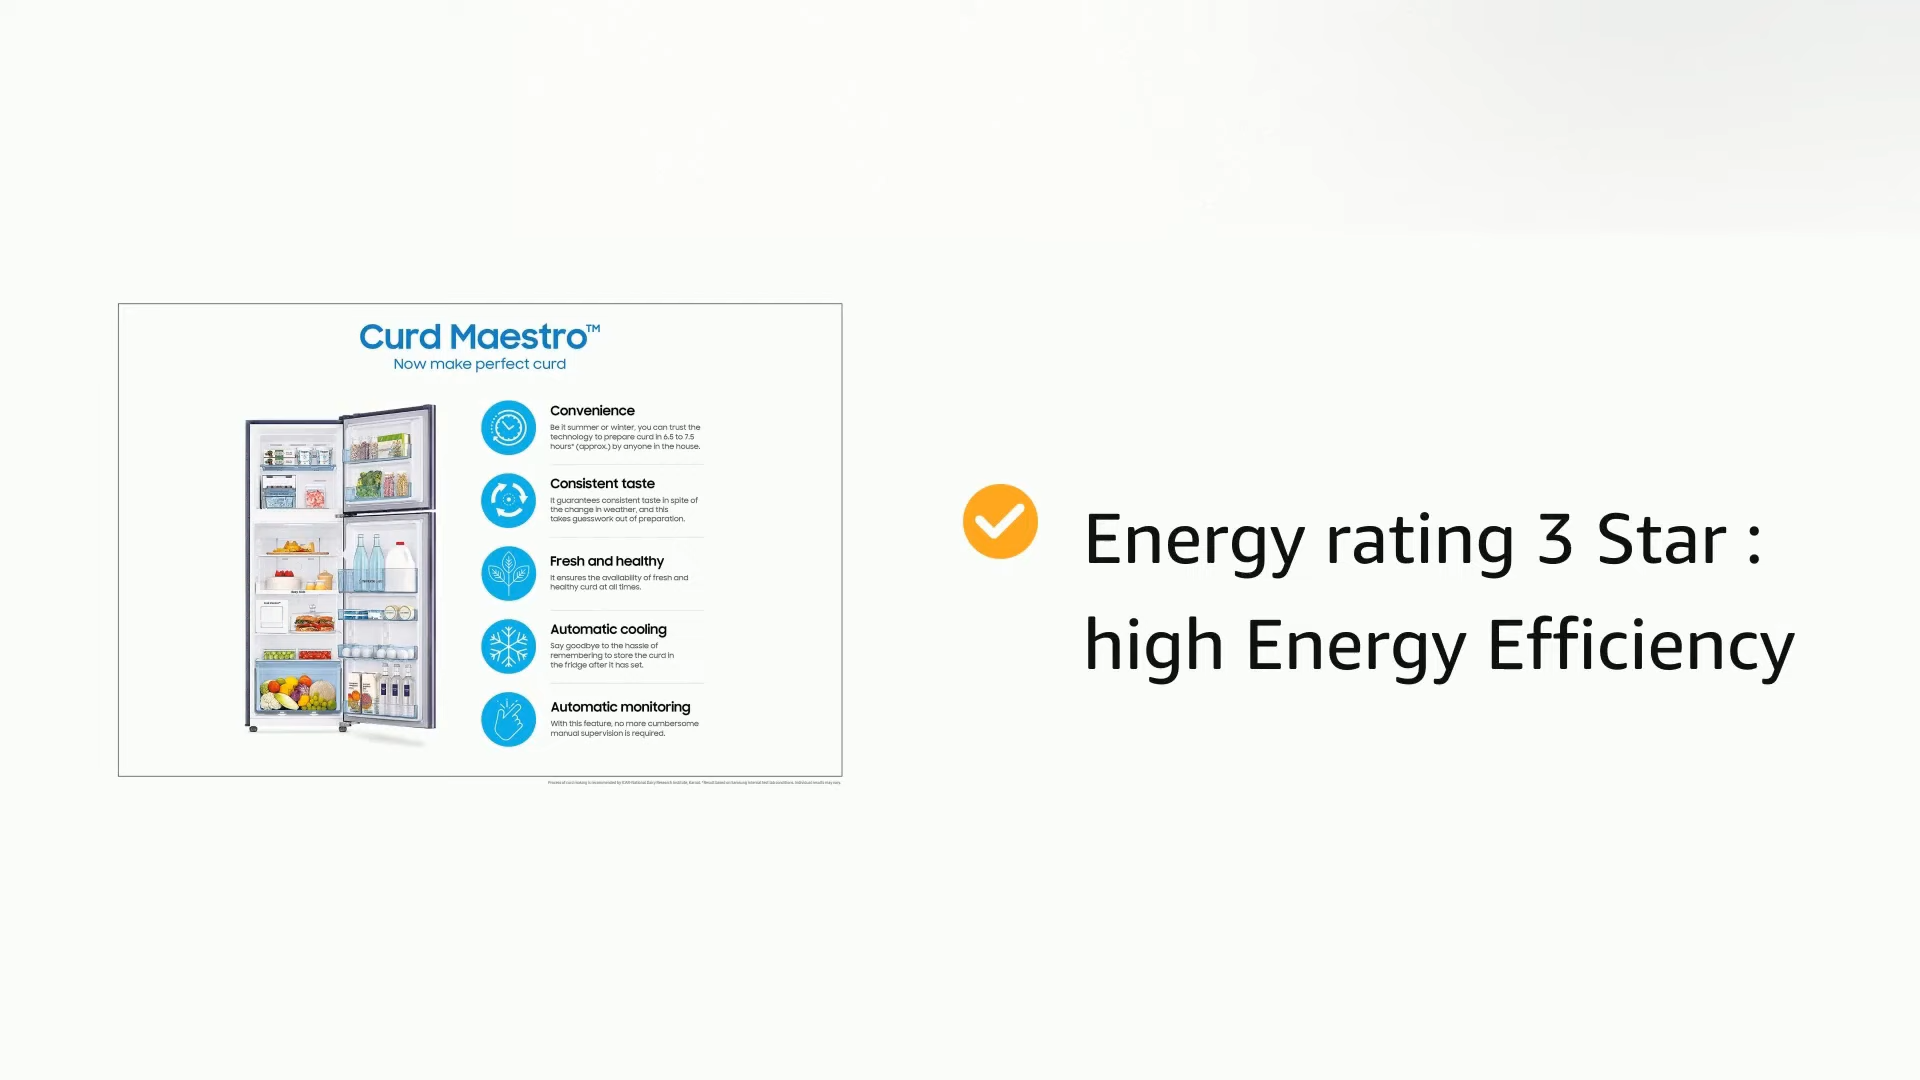 Curd Maestro™
Now make perfect curd
Convenience
Be it summer or winter, you can trust the
technology to prepare curd in 6.5 to 7.5
hours* (approx.) by anyone in the house.
Consistent taste
It guarantees consistent taste in spite of
the change in weather, and this
takes guesswork out of preparation.
Fresh and healthy
It ensures the availability of fresh and
healthy curd at all times.
Automatic cooling
Say goodbye to the hassle of
remembering to store the curd in
the fridge after it has set.
Automatic monitoring
With this feature, no more cumbersome
manual supervision is required.
Energy rating 3 Star :
high Energy Efficiency